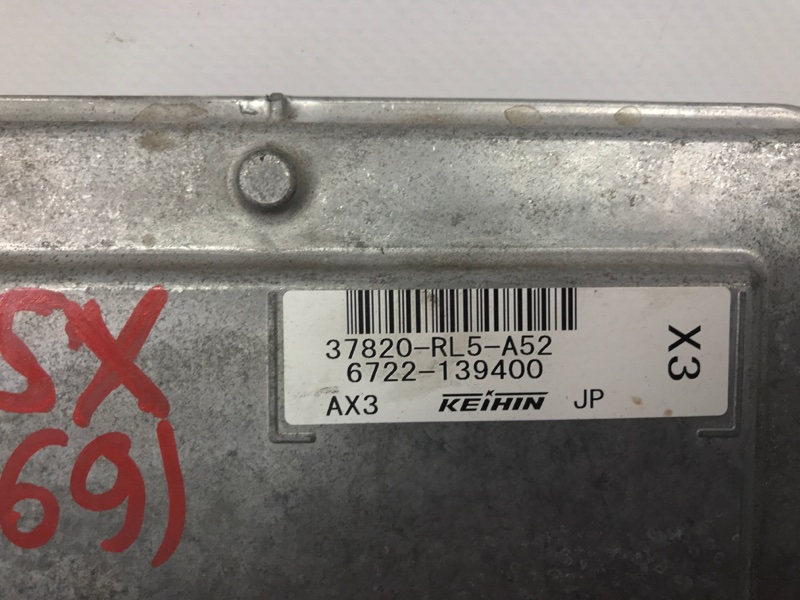 37820-RL5-A52
6722-139400
AX3 KEIHIN JP
X3
SX
69)